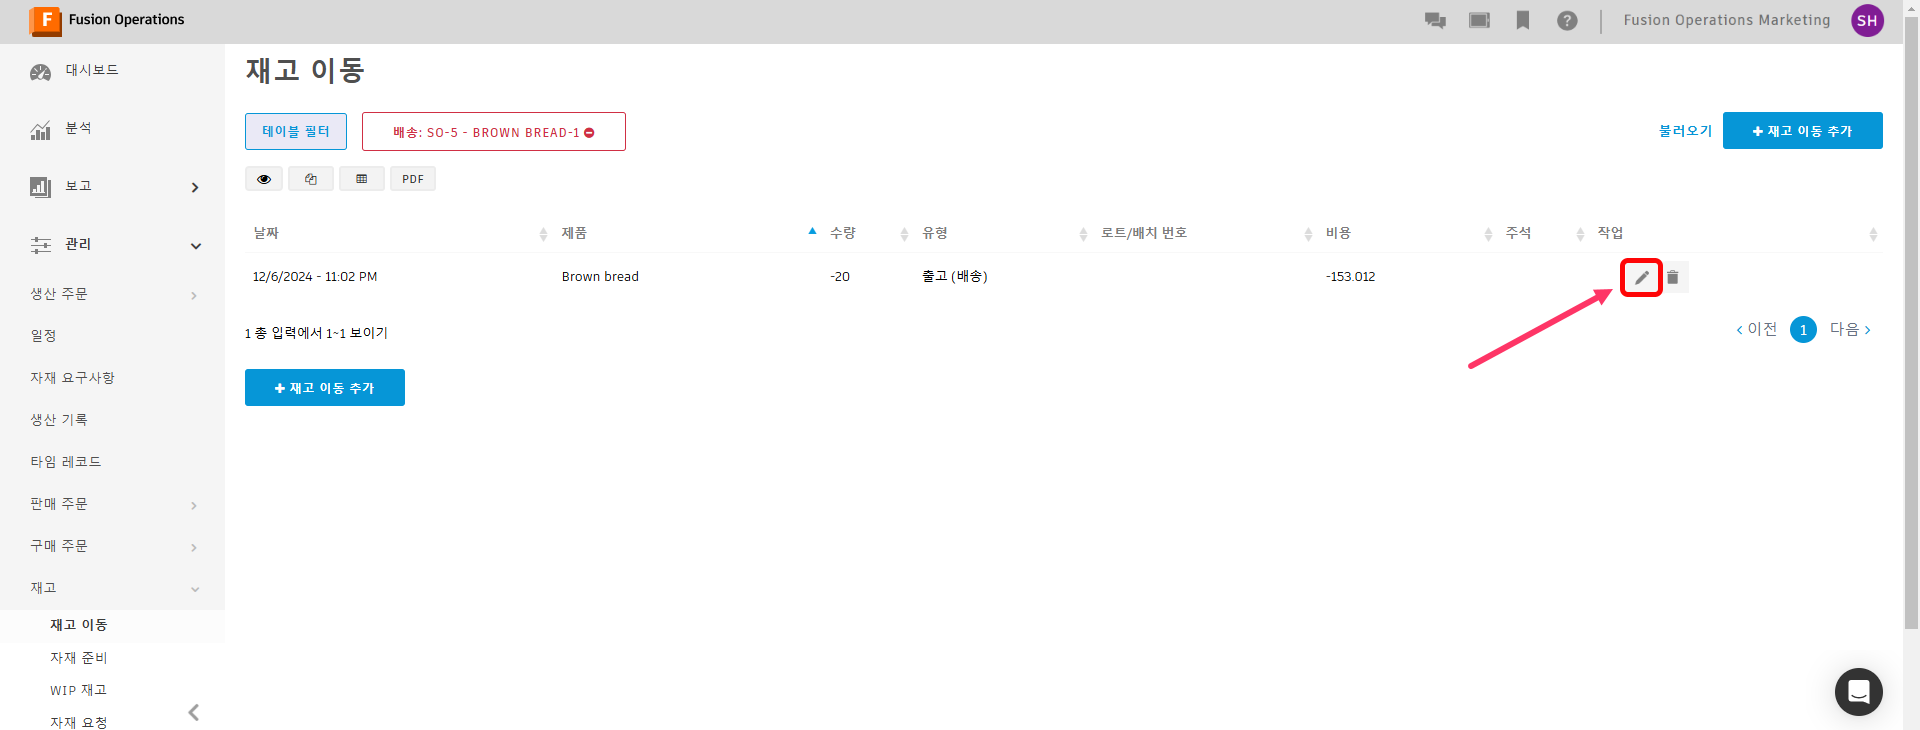 F Fusion Operations
Fusion Operations Marketing SH
대시보드
분석
보고
관리
생산 주문
일정
자재 요구사항
생산 기록
타임 레코드
판매 주문
구매 주문
재고
재고 이동
자재 준비
WIP 재고
자재 요청
재고 이동
테이블 필터 배송: SO-5 - BROWN BREAD-1
불러오기 + 재고 이동 추가
PDF
날짜 제품 수량 유형 로트/배치 번호 비용 주석 작업
12/6/2024 - 11:02 PM Brown bread -20 출고 (배송) -153.012
1 총 입력에서 1~1 보이기
‹ 이전 1 다음 ›
+ 재고 이동 추가